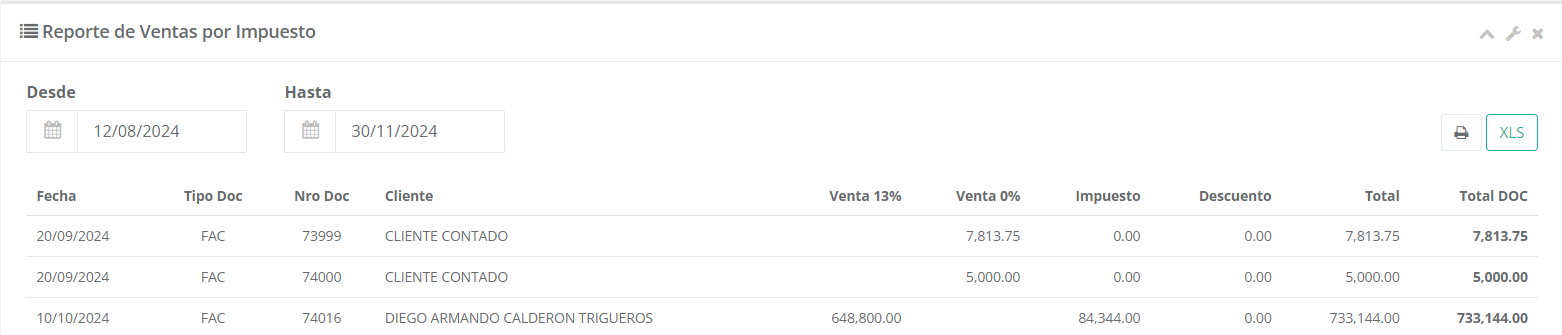 Reporte de Ventas por Impuesto
Desde Hasta
12/08/2024 30/11/2024 XLS
Fecha Tipo Doc Nro Doc Cliente Venta 13% Venta 0% Impuesto Descuento Total Total DOC
20/09/2024 FAC 73999 CLIENTE CONTADO 7,813.75 0.00 0.00 7,813.75 7,813.75
20/09/2024 FAC 74000 CLIENTE CONTADO 5,000.00 0.00 0.00 5,000.00 5,000.00
10/10/2024 FAC 74016 DIEGO ARMANDO CALDERON TRIGUEROS 648,800.00 84,344.00 0.00 733,144.00 733,144.00